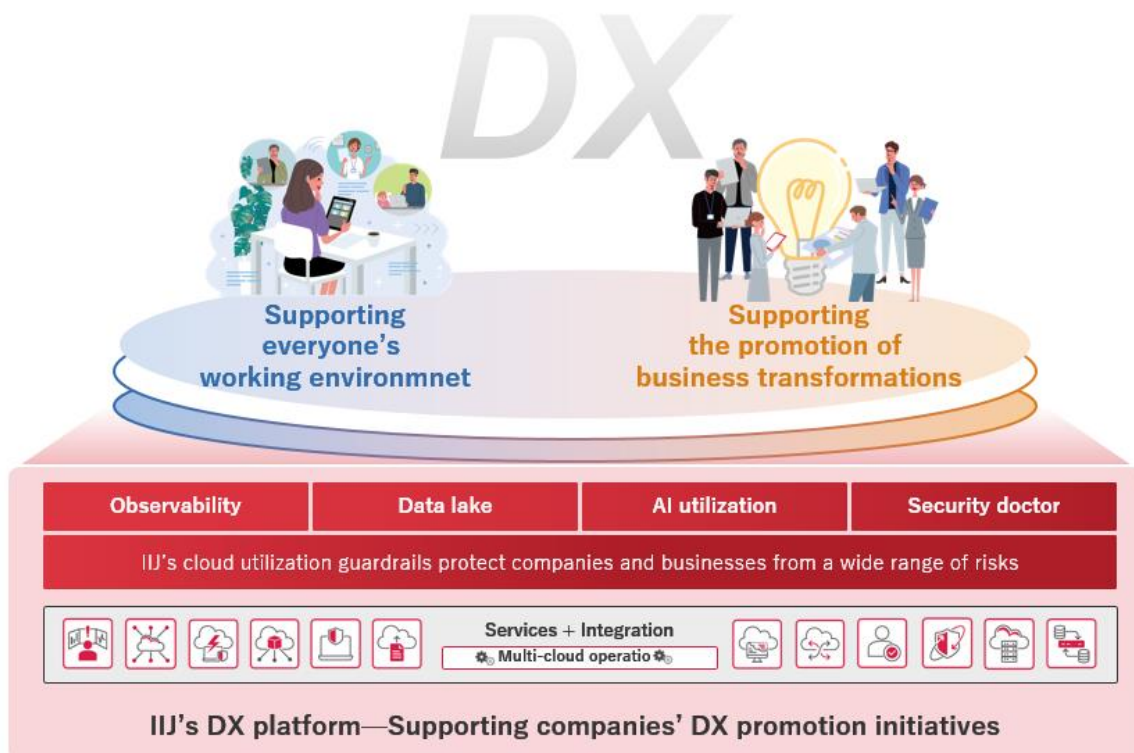 DX
Supporting
everyone's
working environmnet
Supporting
the promotion of
business transformations
Observability
Data lake
AI utilization
Security doctor
IIJ's cloud utilization guardrails protect companies and businesses from a wide range of risks
Services + Integration
Multi-cloud operatio
IIJ's DX platform—Supporting companies' DX promotion initiatives